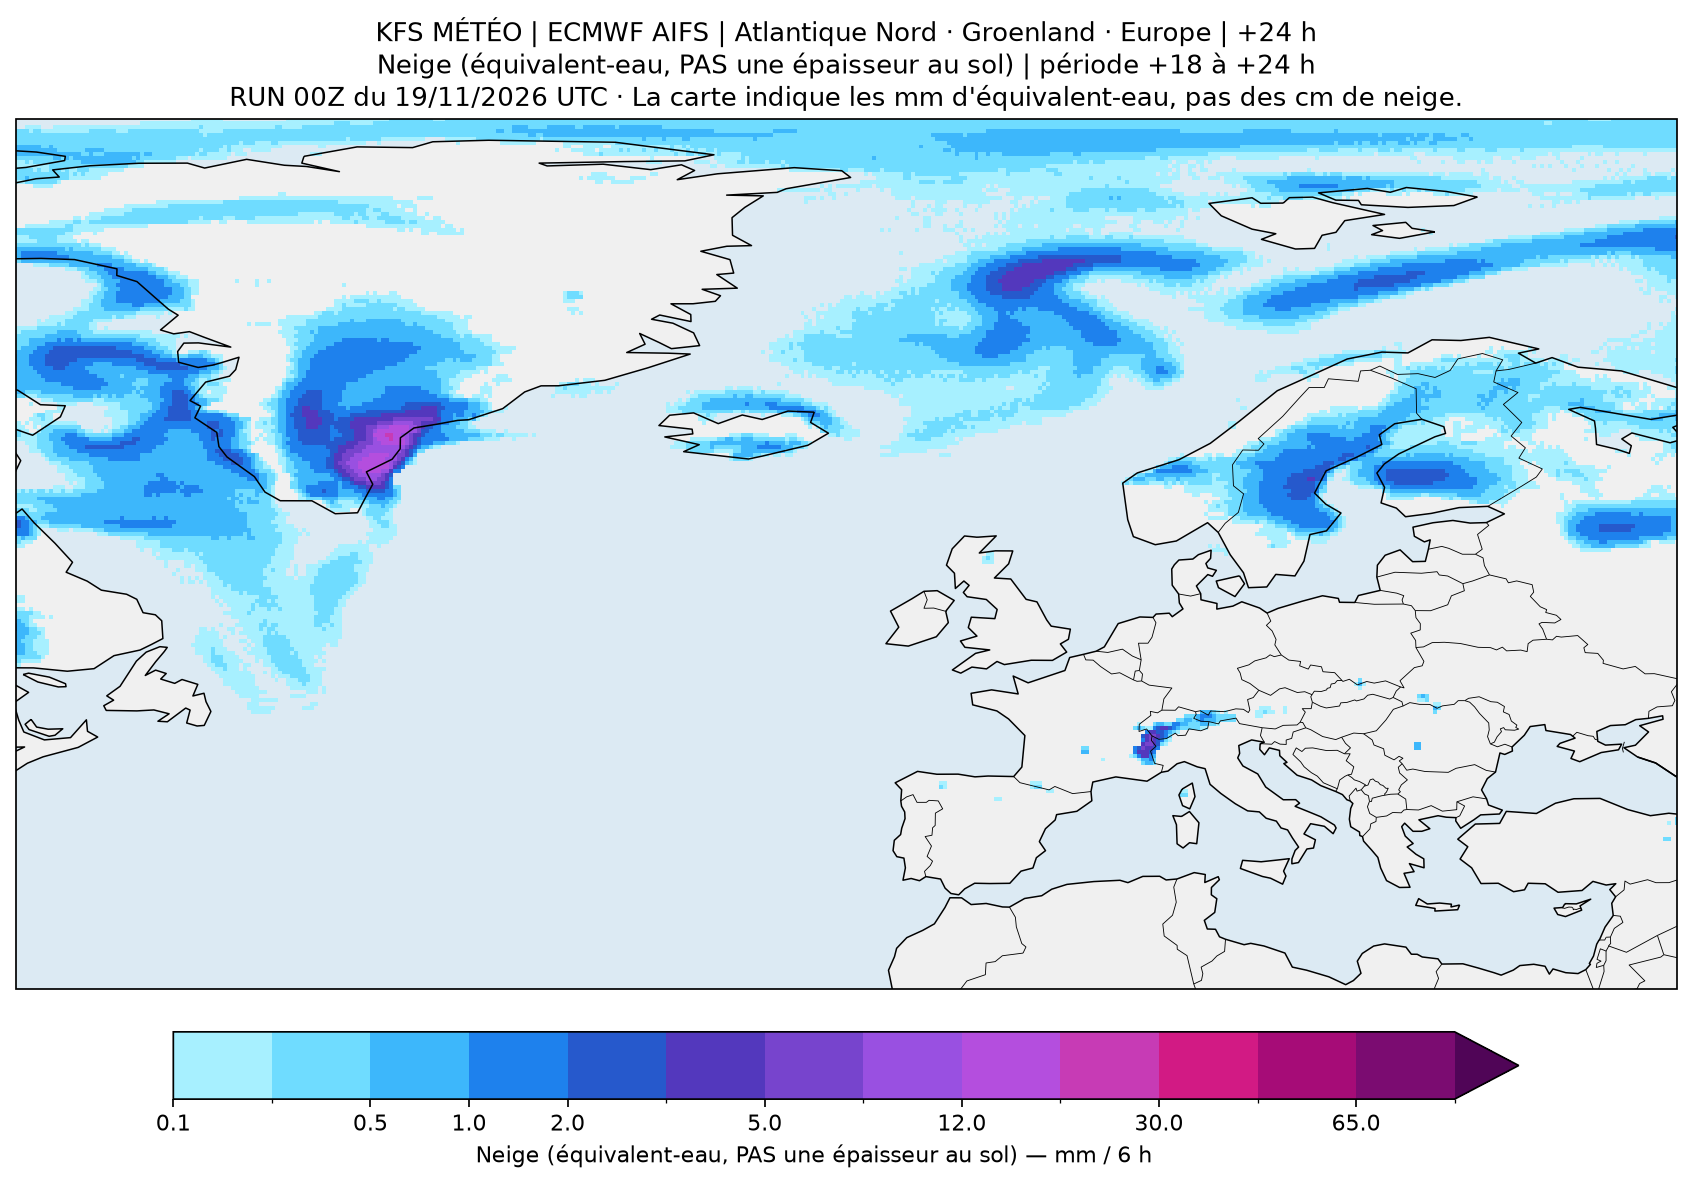 KFS MÉTÉO | ECMWF AIFS | Atlantique Nord · Groenland · Europe | +24 h
Neige (équivalent-eau, PAS une épaisseur au sol) | période +18 à +24 h
RUN 00Z du 19/11/2026 UTC · La carte indique les mm d'équivalent-eau, pas des cm de neige.
0.1 0.5 1.0 2.0 5.0 12.0 30.0 65.0
Neige (équivalent-eau, PAS une épaisseur au sol) — mm / 6 h